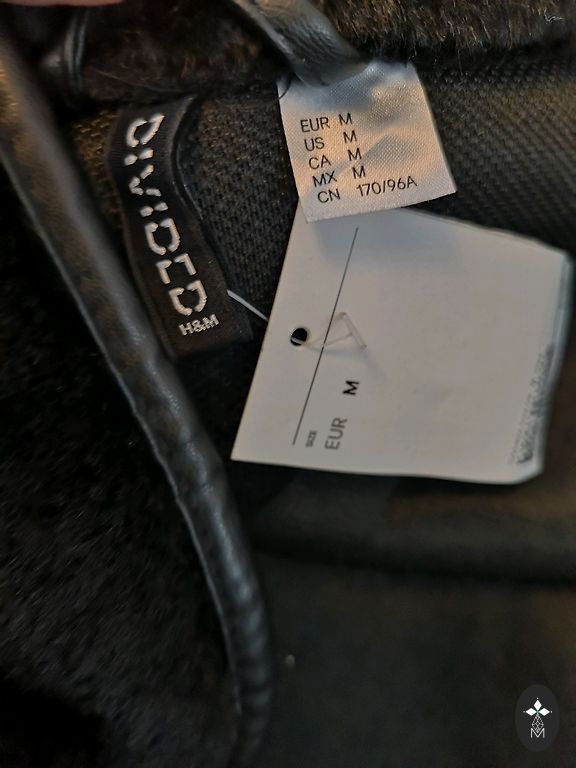 DIVIDED
H&M
EUR M
US M
CA M
MX M
CN 170/96A
SIZE
EUR M
M